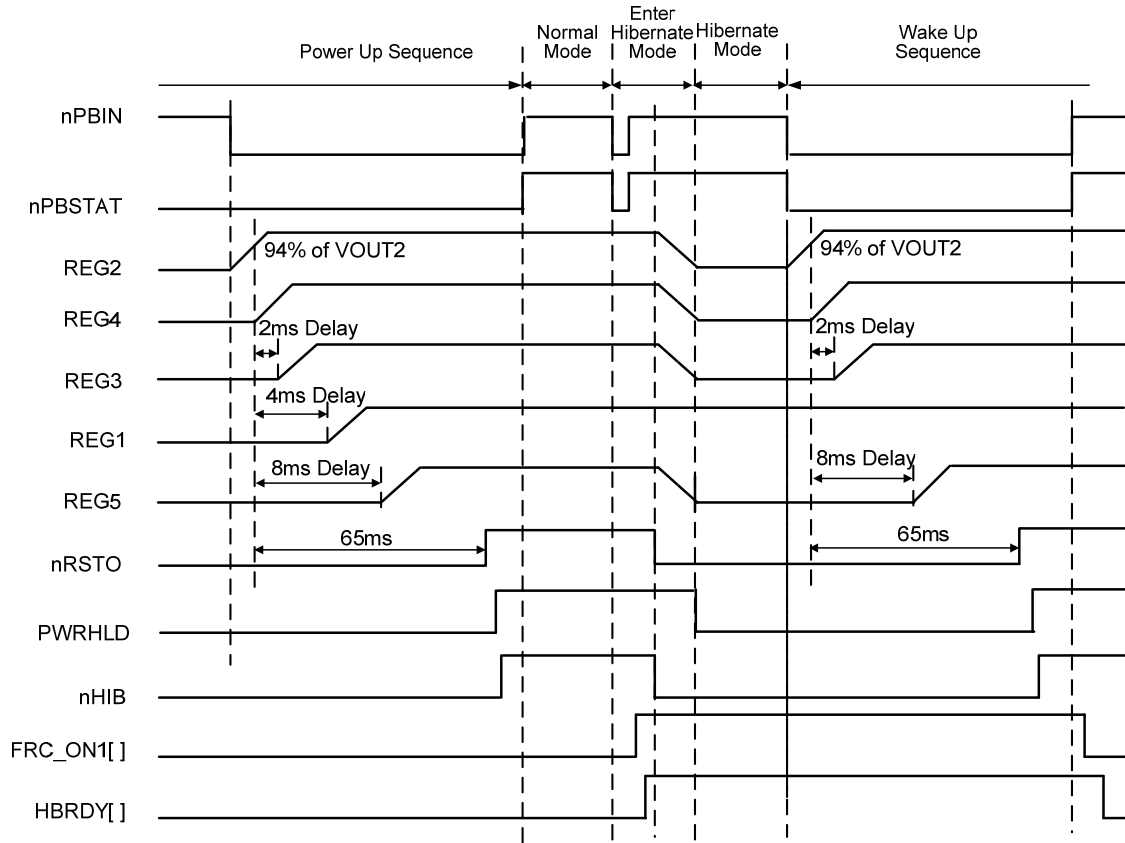 Power Up Sequence
Normal
Mode
Enter
Hibernate
Mode
Hibernate
Mode
Wake Up
Sequence
nPBIN
nPBSTAT
REG2
94% of VOUT2
94% of VOUT2
REG4
2ms Delay
2ms Delay
REG3
4ms Delay
REG1
8ms Delay
8ms Delay
REG5
65ms
65ms
nRSTO
PWRHLD
nHIB
FRC_ON1[ ]
HBRDY[ ]